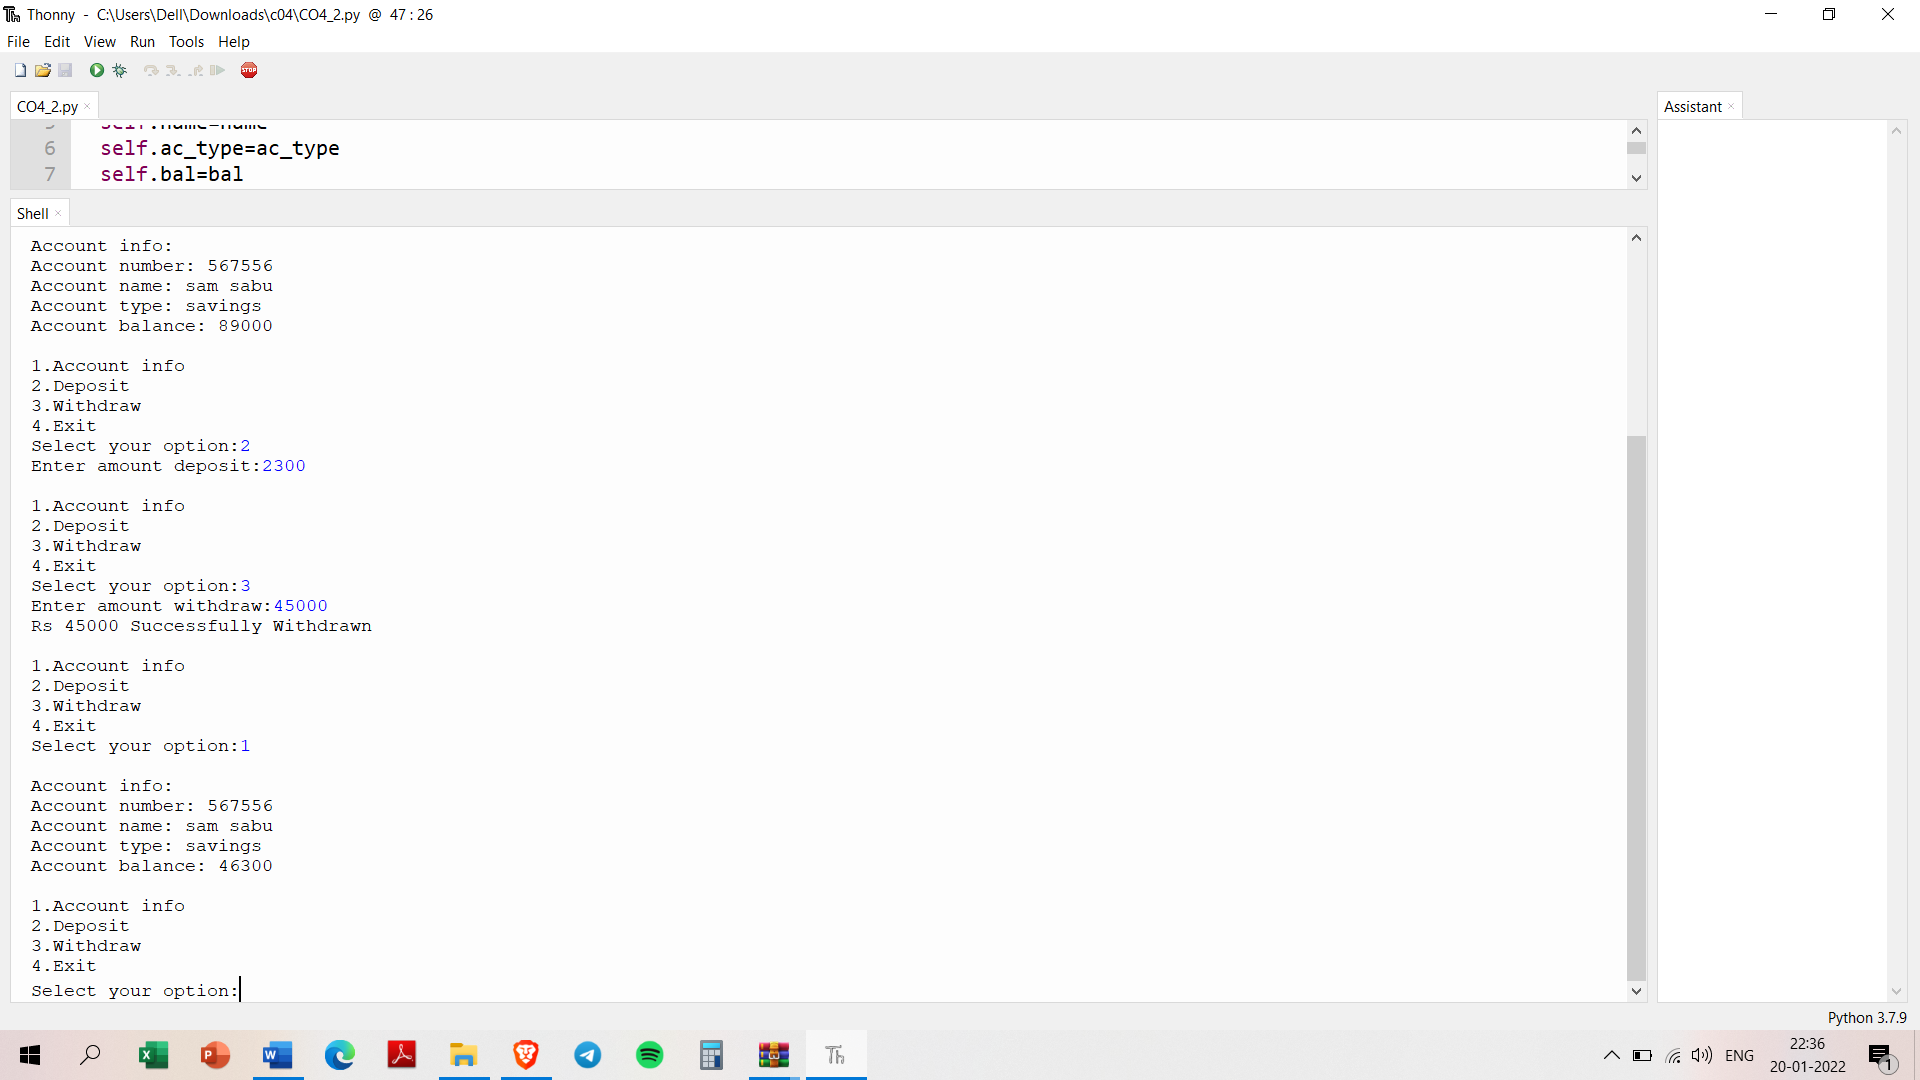 Thonny - C:\Users\Dell\Downloads\c04\CO4_2.py @ 47 : 26
File Edit View Run Tools Help
STOP
CO4_2.py
Assistant
5 self.name=name
6 self.ac_type=ac_type
7 self.bal=bal
Shell
Account info:
Account number: 567556
Account name: sam sabu
Account type: savings
Account balance: 89000
1.Account info
2.Deposit
3.Withdraw
4.Exit
Select your option:2
Enter amount deposit:2300
1.Account info
2.Deposit
3.Withdraw
4.Exit
Select your option:3
Enter amount withdraw:45000
Rs 45000 Successfully Withdrawn
1.Account info
2.Deposit
3.Withdraw
4.Exit
Select your option:1
Account info:
Account number: 567556
Account name: sam sabu
Account type: savings
Account balance: 46300
1.Account info
2.Deposit
3.Withdraw
4.Exit
Select your option:
Python 3.7.9
ENG
22:36
20-01-2022
1